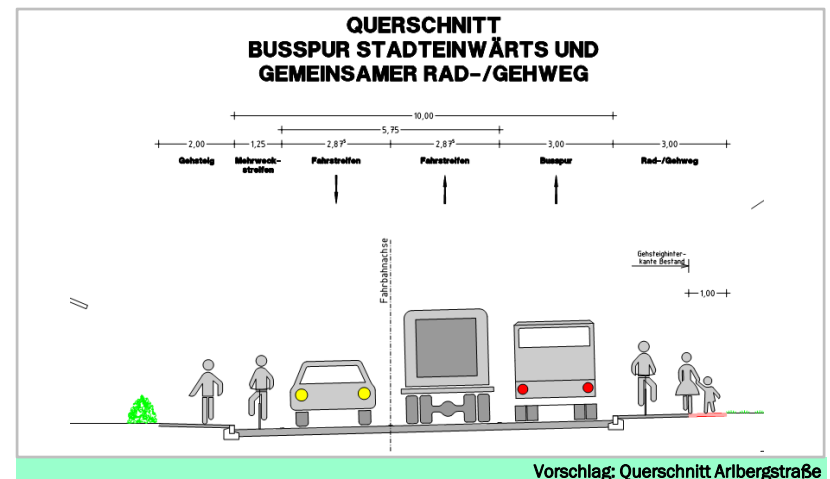 QUERSCHNITT
BUSSPUR STADTEINWÄRTS UND
GEMEINSAMER RAD-/GEHWEG
10,00
5,75
2,00 1,25 2,87⁵ 2,87⁵ 3,00 3,00
Gehsteig Mehrweck- Fahrstreifen Fahrstreifen Busspur Rad-/Gehweg
streifen
Fahrbahnachse
Gehsteighinter-
kante Bestand
1,00
Vorschlag: Querschnitt Arlbergstraße